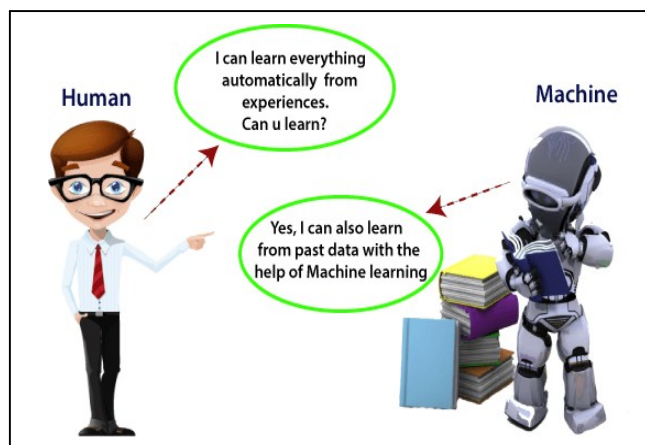 Human
I can learn everything
automatically from
experiences.
Can u learn?
Machine
Yes, I can also learn
from past data with the
help of Machine learning